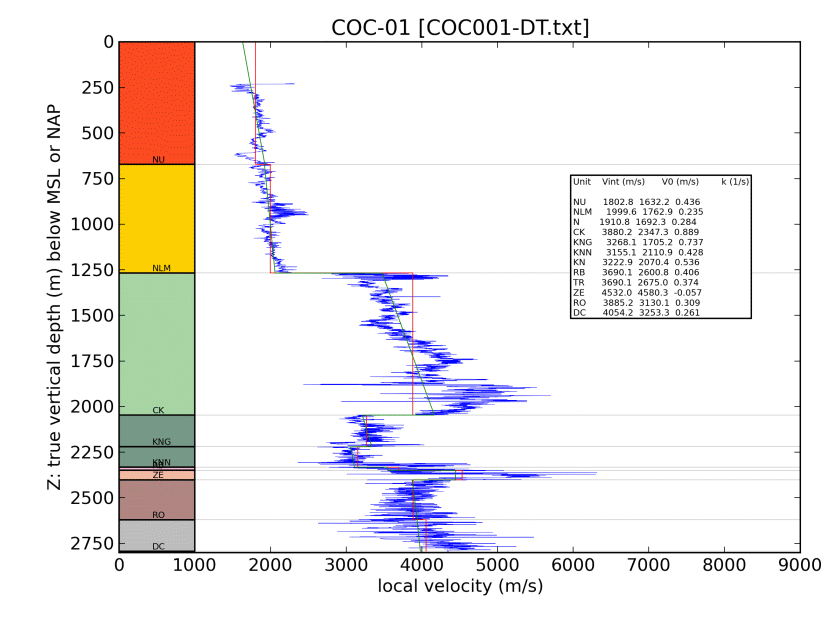 COC-01 [COC001-DT.txt]
Z: true vertical depth (m) below MSL or NAP
0
250
500
750
1000
1250
1500
1750
2000
2250
2500
2750
NU
NLM
CK
KNG
KNN
ZE
RO
DC
Unit Vint (m/s) V0 (m/s) k (1/s)
NU 1802.8 1632.2 0.436
NLM 1999.6 1762.9 0.235
N 1910.8 1692.3 0.284
CK 3880.2 2347.3 0.889
KNG 3268.1 1705.2 0.737
KNN 3155.1 2110.9 0.428
KN 3222.9 2070.4 0.536
RB 3690.1 2600.8 0.406
TR 3690.1 2675.0 0.374
ZE 4532.0 4580.3 -0.057
RO 3885.2 3130.1 0.309
DC 4054.2 3253.3 0.261
0 1000 2000 3000 4000 5000 6000 7000 8000 9000
local velocity (m/s)